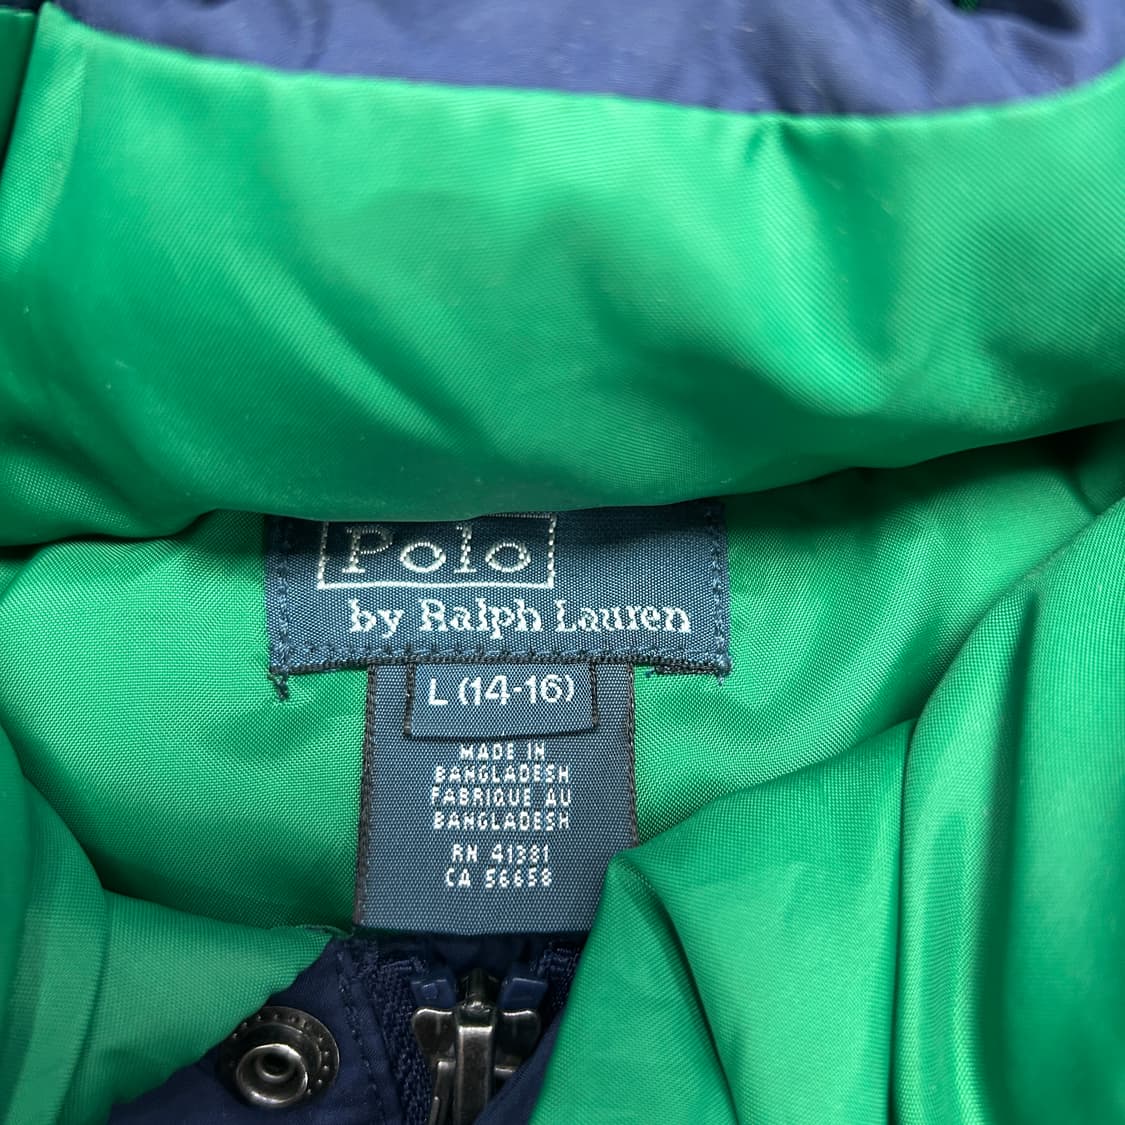 Polo
by Ralph Lauren
L (14-16)
MADE IN
BANGLADESH
FABRIQUE AU
BANGLADESH
RN 41381
CA 56658